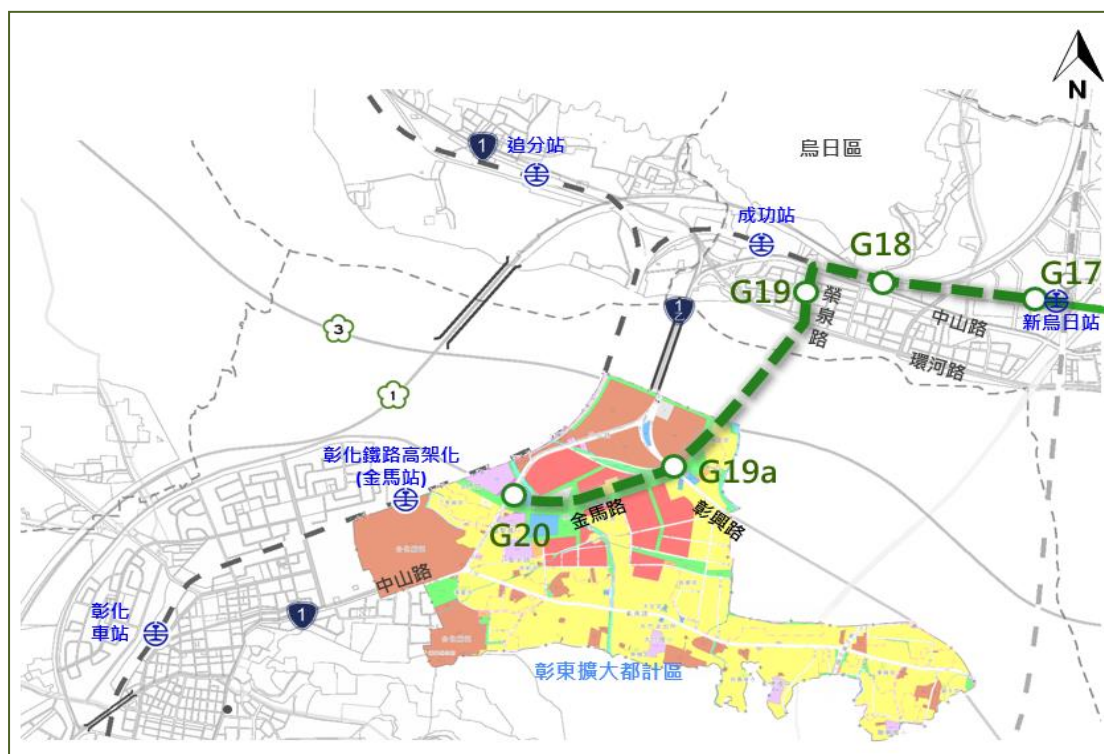 N
1
追分站
烏日區
成功站
G18
G17
G19
榮泉路
新烏日站
中山路
環河路
1
乙
3
1
彰化鐵路高架化
(金馬站)
G19a
G20
金馬路
彰興路
中山路
1
彰化
車站
彰東擴大都計區